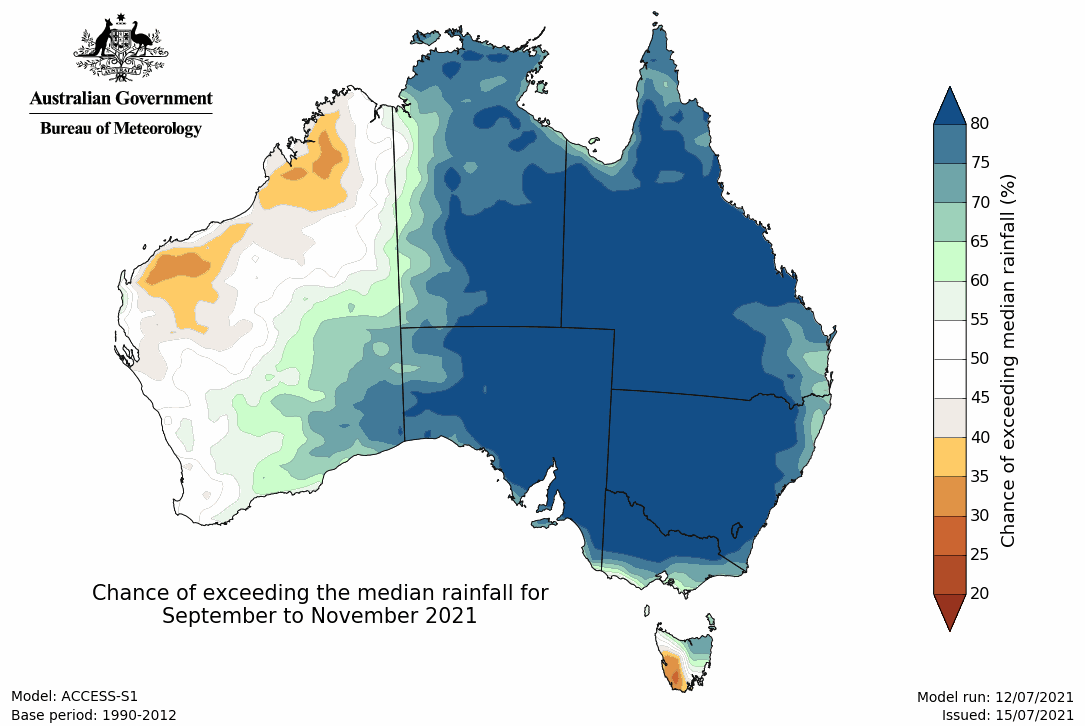 AUSTRALIA
Australian Government
Bureau of Meteorology
80
75
70
65
60
55
50
45
40
35
30
25
20
Chance of exceeding median rainfall (%)
Chance of exceeding the median rainfall for
September to November 2021
Model: ACCESS-S1
Base period: 1990-2012
Model run: 12/07/2021
Issued: 15/07/2021